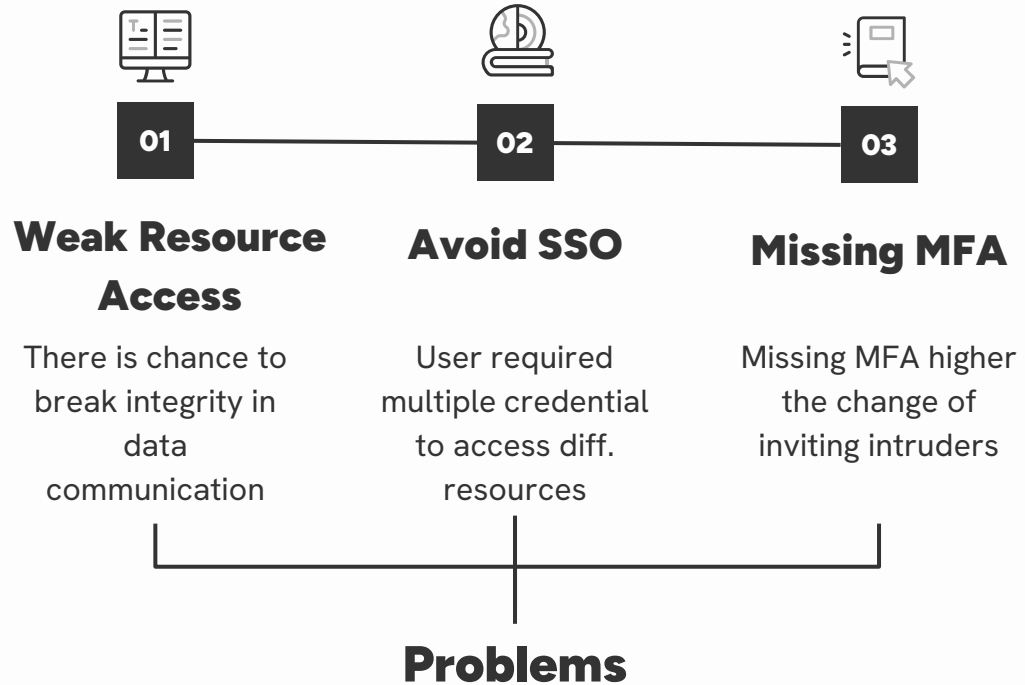 01
02
03
Weak Resource
Access
Avoid SSO
Missing MFA
There is chance to
break integrity in
data
communication
User required
multiple credential
to access diff.
resources
Missing MFA higher
the change of
inviting intruders
Problems